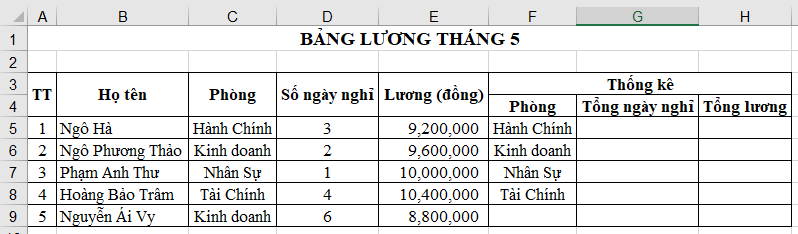 A B C D E F G H
1 BẢNG LƯƠNG THÁNG 5
2
3 TT Họ tên Phòng Số ngày nghỉ Lương (đồng) Thống kê
4 Phòng Tổng ngày nghỉ Tổng lương
5 1 Ngô Hà Hành Chính 3 9,200,000 Hành Chính
6 2 Ngô Phương Thảo Kinh doanh 2 9,600,000 Kinh doanh
7 3 Phạm Anh Thư Nhân Sự 1 10,000,000 Nhân Sự
8 4 Hoàng Bảo Trâm Tài Chính 4 10,400,000 Tài Chính
9 5 Nguyễn Ái Vy Kinh doanh 6 8,800,000